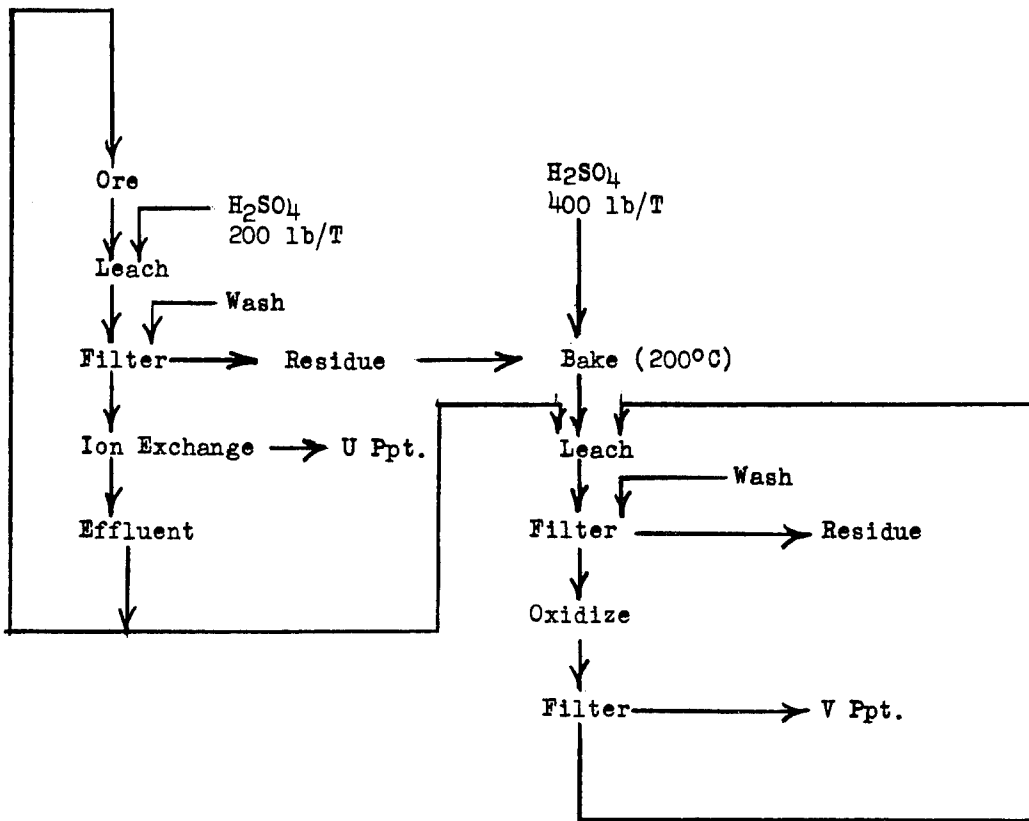 Ore
H2SO4
200 lb/T
Leach
Wash
Filter
Residue
Ion Exchange
U Ppt.
Effluent
H2SO4
400 lb/T
Bake (200°C)
Leach
Wash
Filter
Residue
Oxidize
Filter
V Ppt.